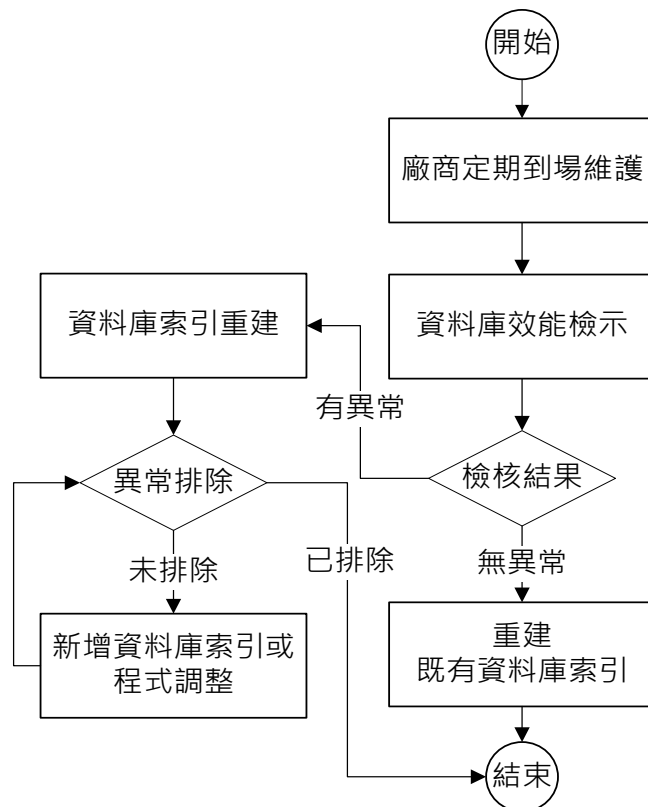 開始
廠商定期到場維護
資料庫效能檢示
檢核結果
有異常
無異常
資料庫索引重建
異常排除
未排除
已排除
新增資料庫索引或
程式調整
重建
既有資料庫索引
結束